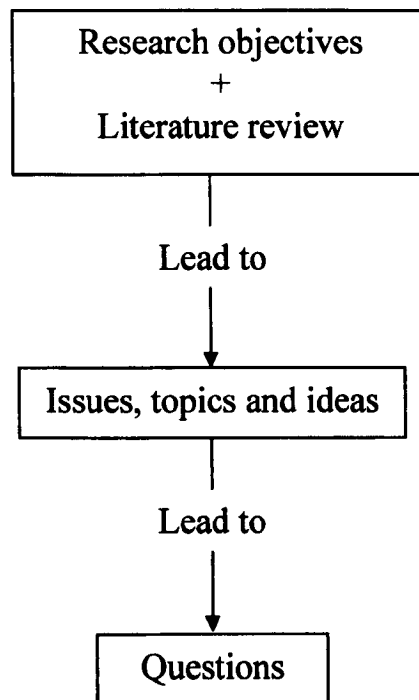 Research objectives
+
Literature review
Lead to
Issues, topics and ideas
Lead to
Questions